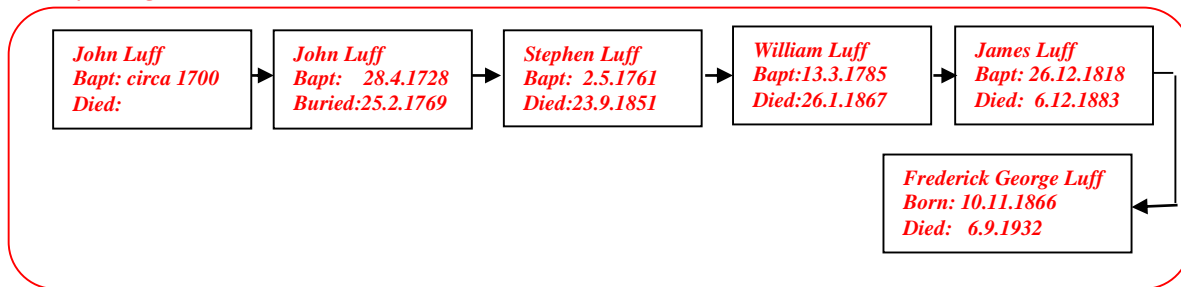 John Luff
Bapt: circa 1700
Died:
John Luff
Bapt: 28.4.1728
Buried:25.2.1769
Stephen Luff
Bapt: 2.5.1761
Died:23.9.1851
William Luff
Bapt:13.3.1785
Died:26.1.1867
James Luff
Bapt: 26.12.1818
Died: 6.12.1883
Frederick George Luff
Born: 10.11.1866
Died: 6.9.1932